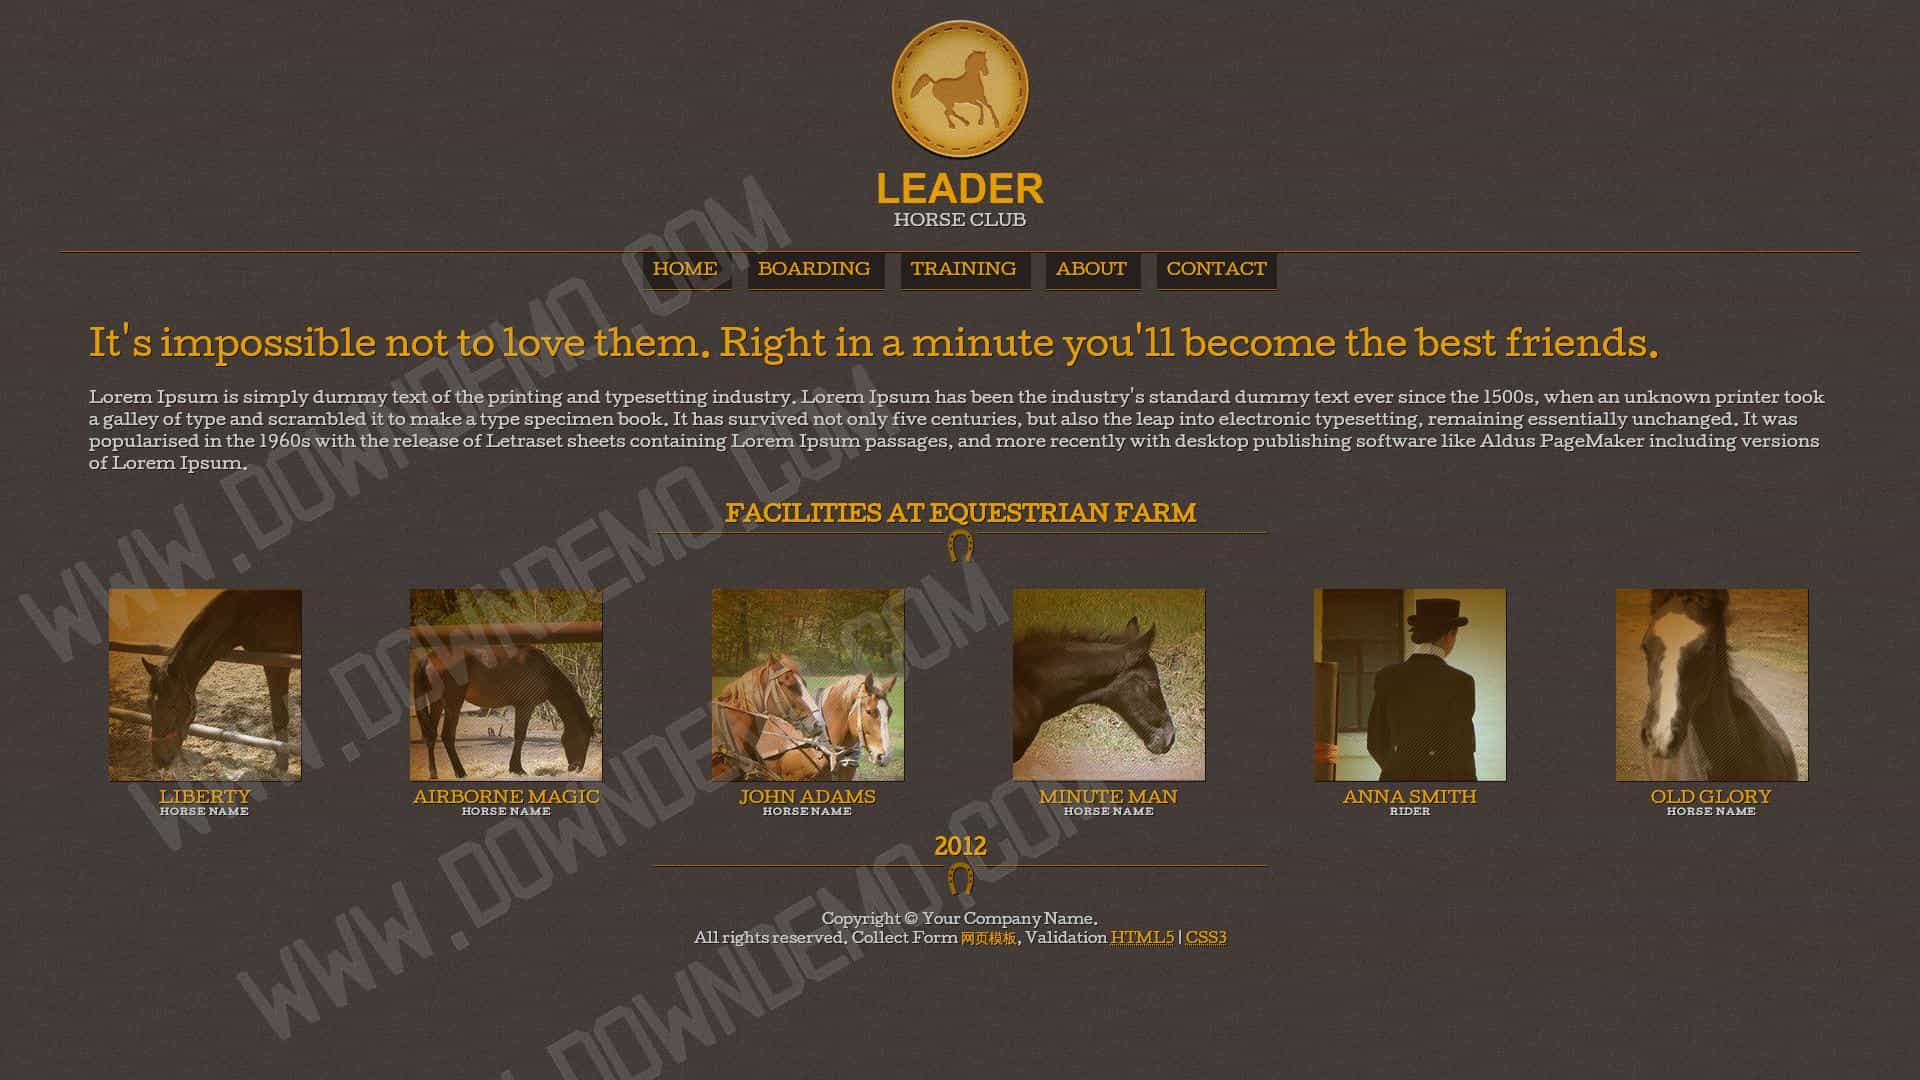 LEADER
HORSE CLUB
HOME BOARDING TRAINING ABOUT CONTACT
It's impossible not to love them. Right in a minute you'll become the best friends.
Lorem Ipsum is simply dummy text of the printing and typesetting industry. Lorem Ipsum has been the industry's standard dummy text ever since the 1500s, when an unknown printer took
a galley of type and scrambled it to make a type specimen book. It has survived not only five centuries, but also the leap into electronic typesetting, remaining essentially unchanged. It was
popularised in the 1960s with the release of Letraset sheets containing Lorem Ipsum passages, and more recently with desktop publishing software like Aldus PageMaker including versions
of Lorem Ipsum.
FACILITIES AT EQUESTRIAN FARM
LIBERTY AIRBORNE MAGIC JOHN ADAMS MINUTE MAN ANNA SMITH OLD GLORY
HORSE NAME HORSE NAME HORSE NAME HORSE NAME RIDER HORSE NAME
2012
Copyright © Your Company Name.
All rights reserved. Collect Form 网页模板, Validation HTML5 | CSS3
WWW.DOWNDEMO.COM
WWW.DOWNDEMO.COM
WWW.DOWNDEMO.COM
DOWNDEMO.COM